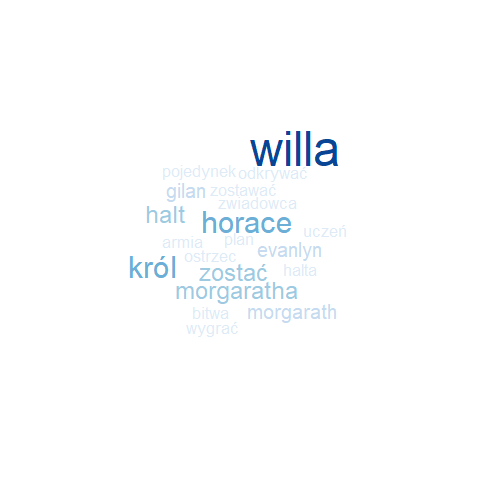 willa
pojedynek odkrywać
gilan zostawać
zwiadowca
halt horace
uczeń
armia plan
evanlyn
ostrzec
król zostać halta
morgaratha
bitwa morgarath
wygrać